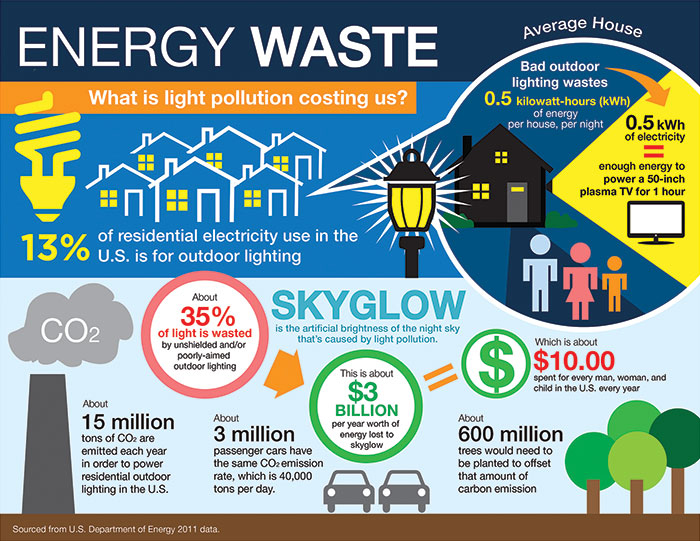 ENERGY WASTE
What is light pollution costing us?
13%
of residential electricity use in the
U.S. is for outdoor lighting
Average House
Bad outdoor
lighting wastes
0.5 kilowatt-hours (kWh)
of energy
per house, per night
0.5 kWh
of electricity
=
enough energy to
power a 50-inch
plasma TV for 1 hour
CO₂
About
35%
of light is wasted
by unshielded and/or
poorly-aimed
outdoor lighting
SKYGLOW
is the artificial brightness of the night sky
that's caused by light pollution.
This is about
$3
BILLION
per year worth of
energy lost to
skyglow
=
$
Which is about
$10.00
spent for every man, woman, and
child in the U.S. every year
About
15 million
tons of CO₂ are
emitted each year
in order to power
residential outdoor
lighting in the U.S.
About
3 million
passenger cars have
the same CO₂ emission
rate, which is 40,000
tons per day.
About
600 million
trees would need to
be planted to offset
that amount of
carbon emission
Sourced from U.S. Department of Energy 2011 data.